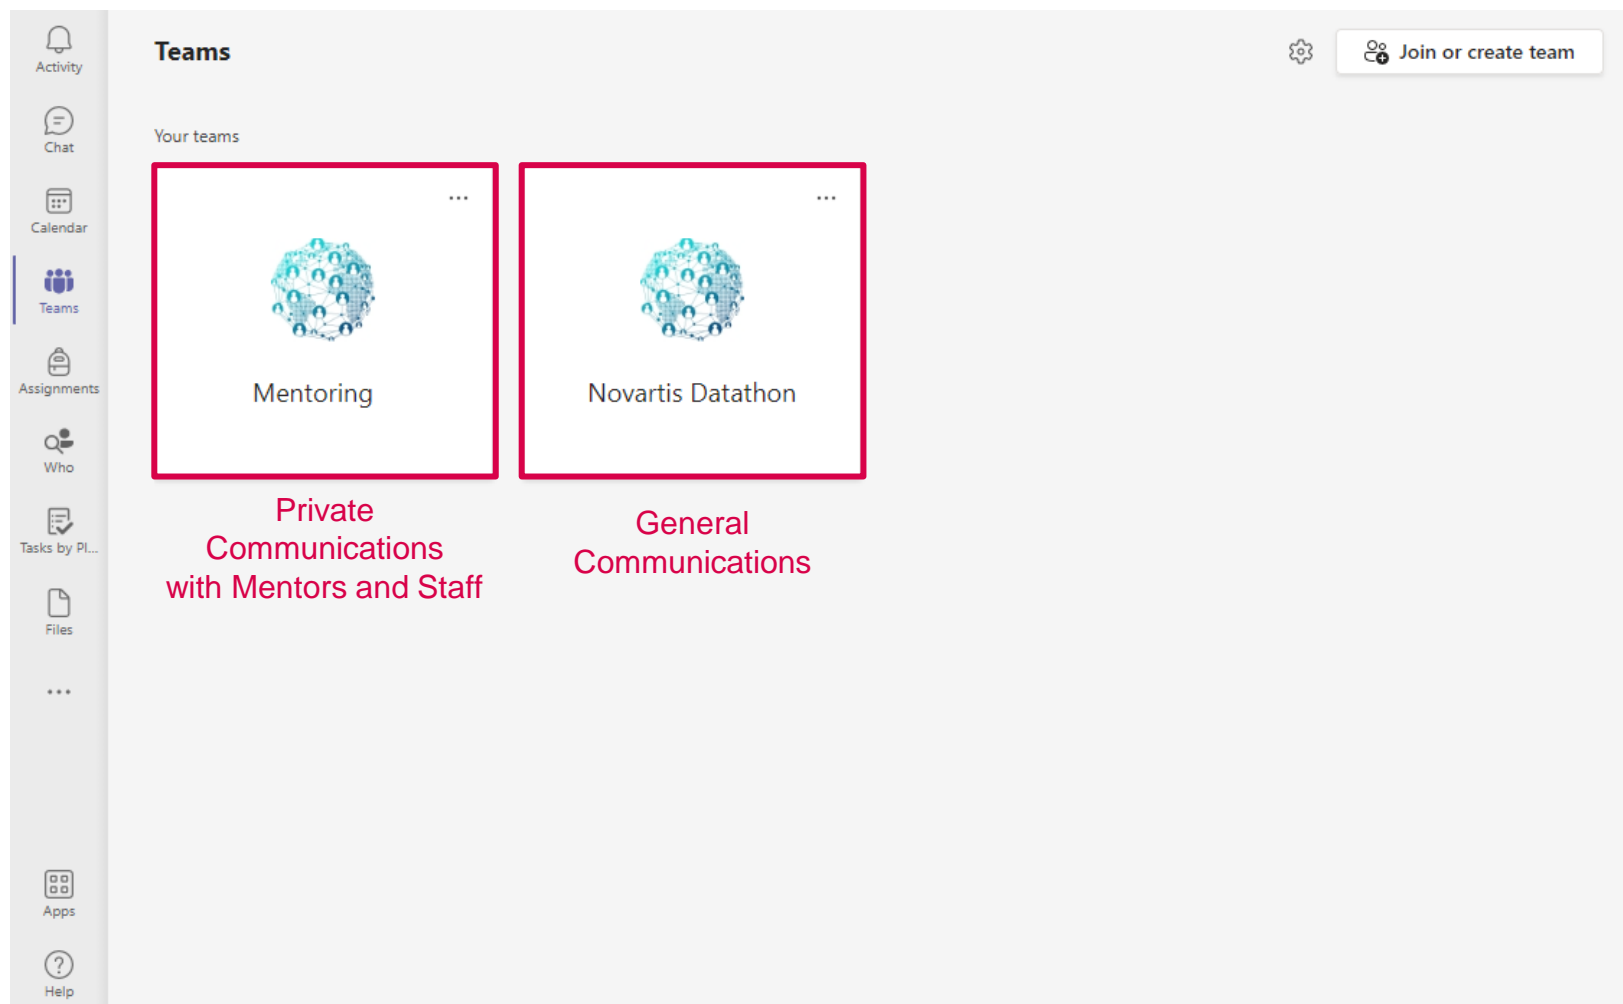 Activity
Chat
Calendar
Teams
Assignments
Who
Tasks by Pl...
Files
Apps
Help
Teams
Join or create team
Your teams
Mentoring
Private
Communications
with Mentors and Staff
Novartis Datathon
General
Communications